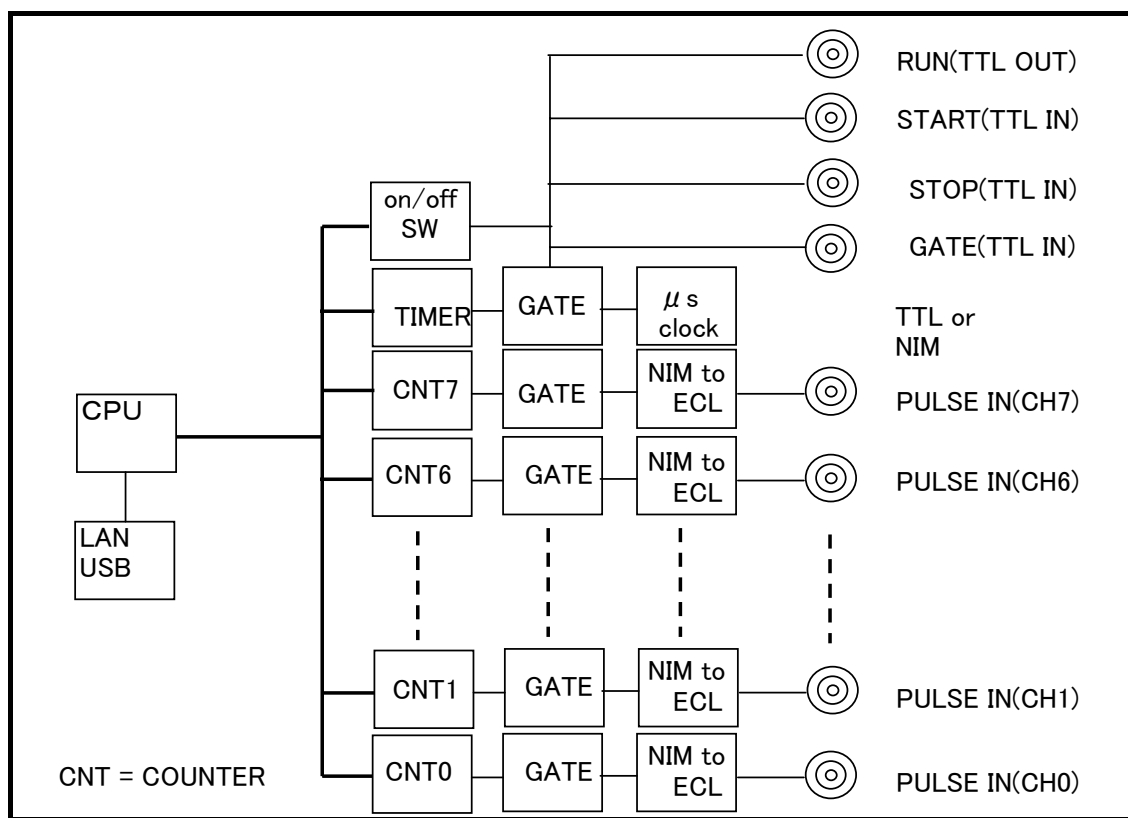 RUN(TTL OUT)
START(TTL IN)
STOP(TTL IN)
GATE(TTL IN)
on/off
SW
TIMER
GATE
μs
clock
TTL or
NIM
CNT7
GATE
NIM to
ECL
PULSE IN(CH7)
CPU
CNT6
GATE
NIM to
ECL
PULSE IN(CH6)
LAN
USB
CNT1
GATE
NIM to
ECL
PULSE IN(CH1)
CNT = COUNTER
CNT0
GATE
NIM to
ECL
PULSE IN(CH0)